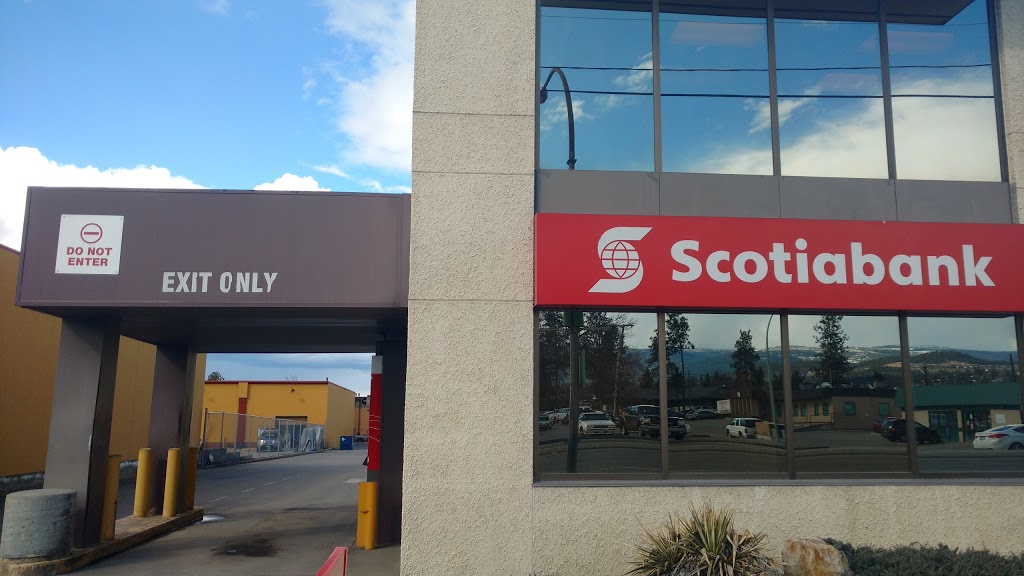 DO NOT
ENTER
EXIT ONLY
Scotiabank